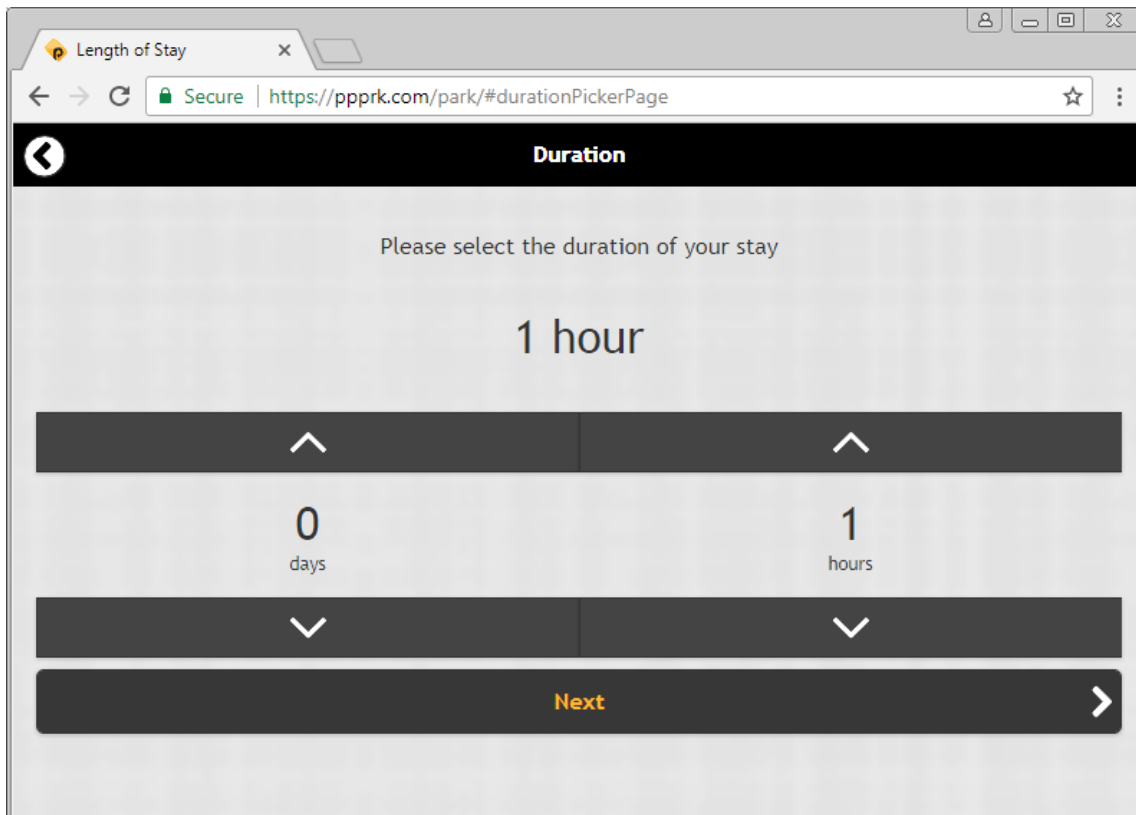 Length of Stay
Secure https://ppprk.com/park/#durationPickerPage
Duration
Please select the duration of your stay
1 hour
0 1
days hours
Next